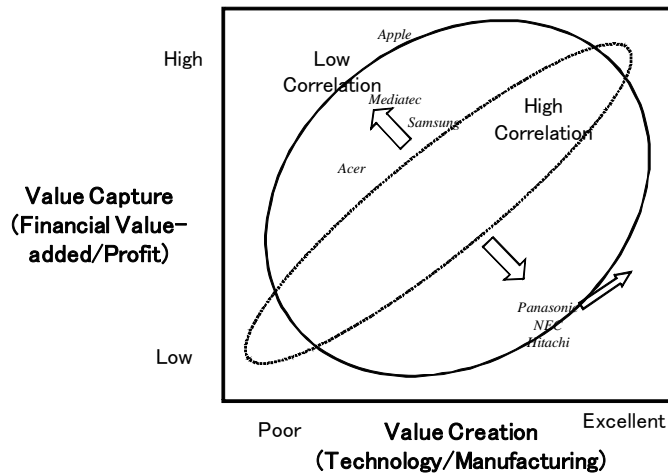 Apple
High
Low
Correlation
Mediatec
High
Correlation
Samsung
Acer
Value Capture
(Financial Value-
added/Profit)
Panasonic
NEC
Hitachi
Low
Poor
Value Creation
(Technology/Manufacturing)
Excellent